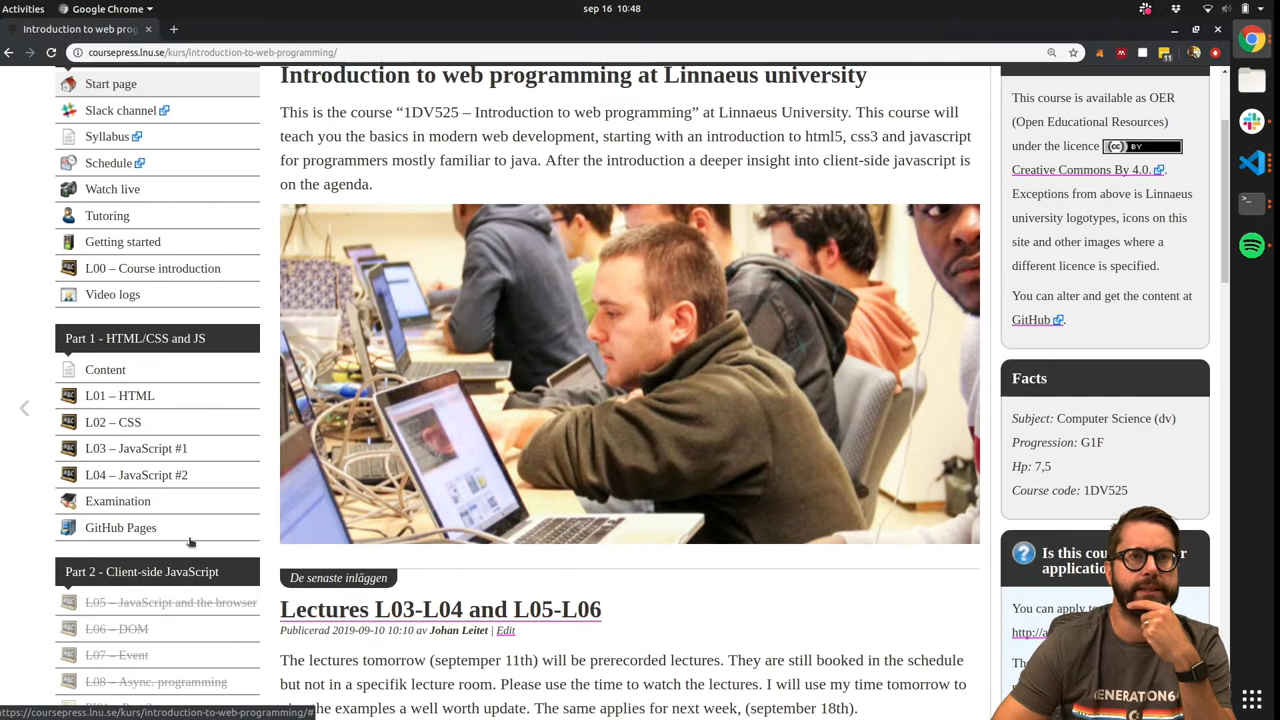 Activities
Google Chrome
sep 16 10:48
Introduction to web prog
coursepress.lnu.se/kurs/introduction-to-web-programming/
11
Start page
Slack channel
Syllabus
Schedule
Watch live
Tutoring
Getting started
L00 – Course introduction
Video logs
Part 1 - HTML/CSS and JS
Content
L01 – HTML
L02 – CSS
L03 – JavaScript #1
L04 – JavaScript #2
Examination
GitHub Pages
Part 2 - Client-side JavaScript
L05 – JavaScript and the browser
L06 – DOM
L07 – Event
L08 – Async. programming
https://coursepress.lnu.se/kurs/introduction-to-web-programming/#
Introduction to web programming at Linnaeus university
This is the course “1DV525 – Introduction to web programming” at Linnaeus University. This course will
teach you the basics in modern web development, starting with an introduction to html5, css3 and javascript
for programmers mostly familiar to java. After the introduction a deeper insight into client-side javascript is
on the agenda.
De senaste inläggen
Lectures L03-L04 and L05-L06
Publicerad 2019-09-10 10:10 av Johan Leitet | Edit
The lectures tomorrow (septemper 11th) will be prerecorded lectures. They are still booked in the schedule
but not in a specifik lecture room. Please use the time to watch the lectures. I will use my time tomorrow to
the examples a well worth update. The same applies for next week, (september 18th).
This course is available as OER
(Open Educational Resources)
under the licence (cc) BY
Creative Commons By 4.0.
Exceptions from above is Linnaeus
university logotypes, icons on this
site and other images where a
different licence is specified.
You can alter and get the content at
GitHub.
Facts
Subject: Computer Science (dv)
Progression: G1F
Hp: 7,5
Course code: 1DV525
Is this cou
applicatio
You can apply t
http://a
GENERATION6